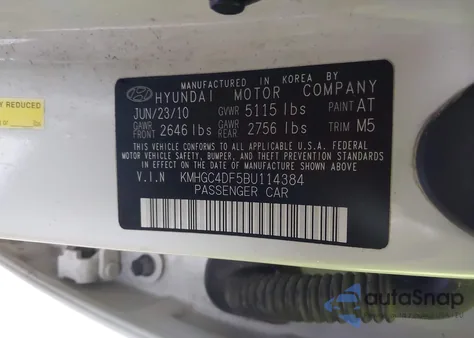 MANUFACTURED IN KOREA BY
HYUNDAI MOTOR COMPANY
JUN/23/10 GVWR 5115 lbs PAINT AT
GAWR FRONT 2646 lbs GAWR REAR 2756 lbs TRIM M5
THIS VEHICLE CONFORMS TO ALL APPLICABLE U.S.A. FEDERAL
MOTOR VEHICLE SAFETY, BUMPER, AND THEFT PREVENTION STANDARDS
IN EFFECT ON THE DATE OF MANUFACTURE SHOWN ABOVE.
V.I.N KMHGC4DF5BU114384
PASSENGER CAR
REDUCED
autoSnap